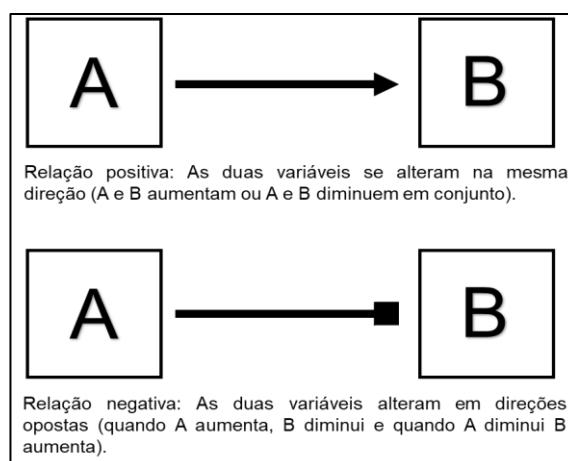 A
B
Relação positiva: As duas variáveis se alteram na mesma
direção (A e B aumentam ou A e B diminuem em conjunto).
A
B
Relação negativa: As duas variáveis alteram em direções
opostas (quando A aumenta, B diminui e quando A diminui B
aumenta).